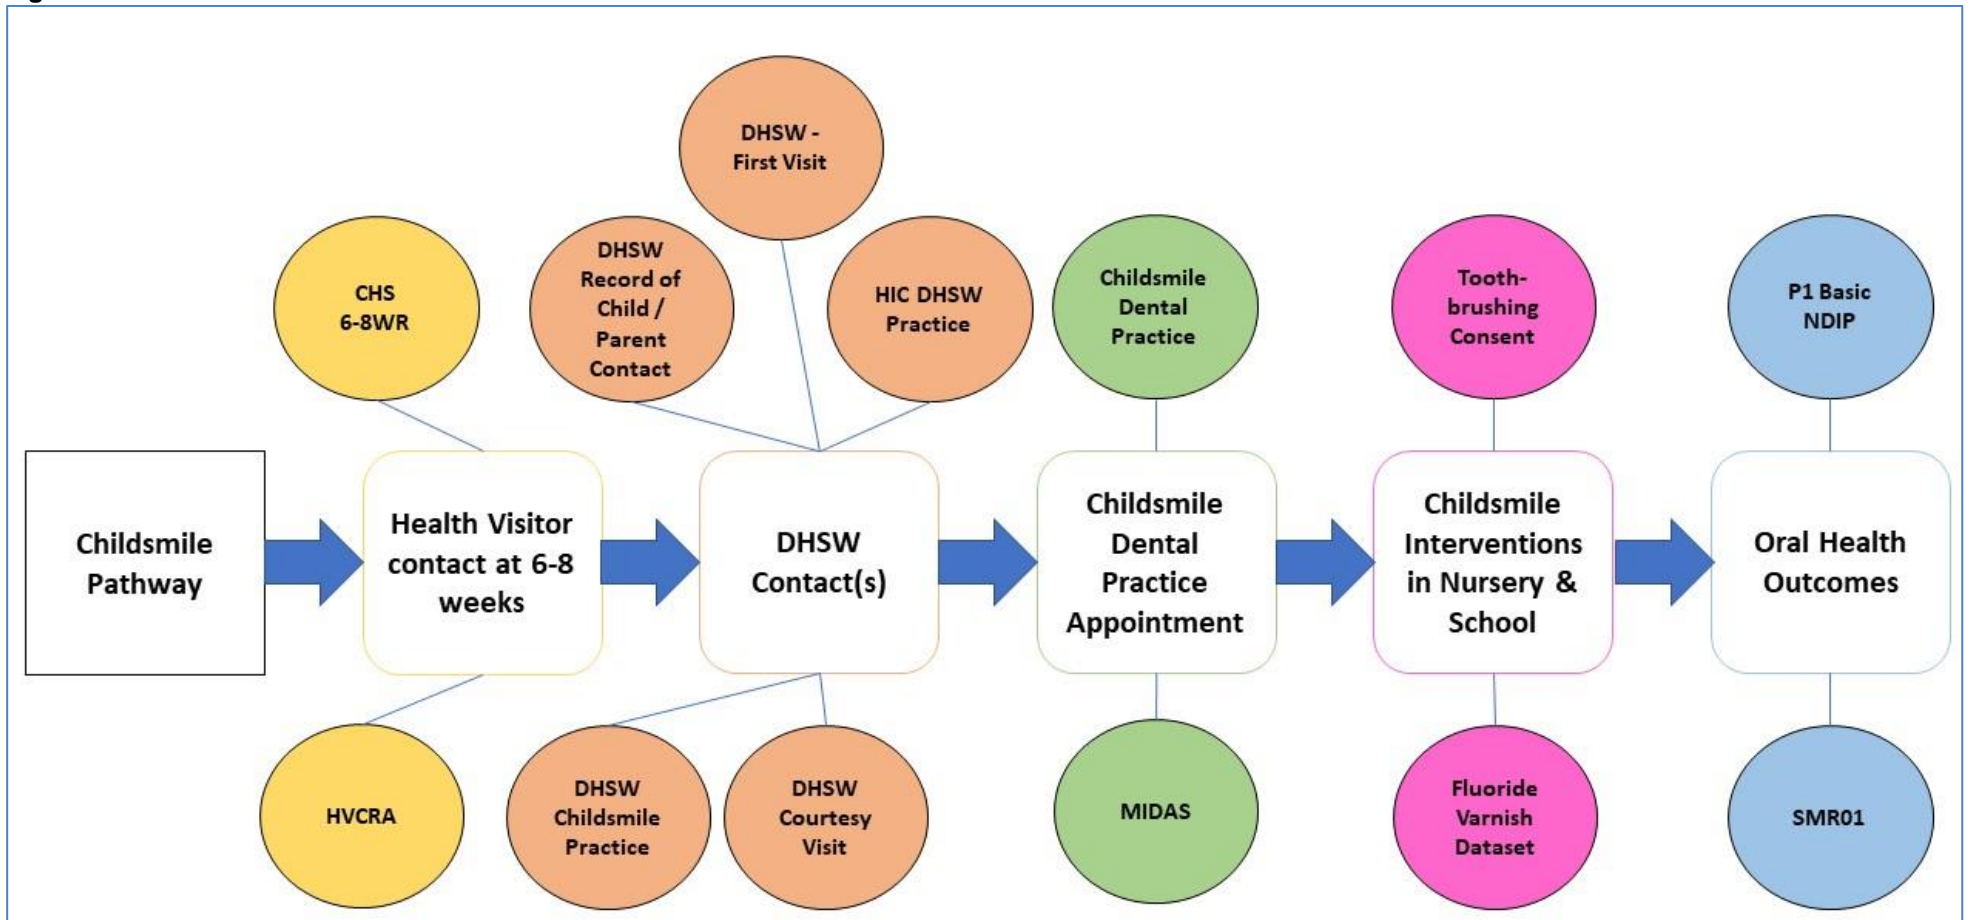 DHSW -
First Visit
CHS
6-8WR
DHSW
Record of
Child /
Parent
Contact
HIC DHSW
Practice
Childsmile
Dental
Practice
Tooth-
brushing
Consent
P1 Basic
NDIP
Childsmile
Pathway
Health Visitor
contact at 6-8
weeks
DHSW
Contact(s)
Childsmile
Dental
Practice
Appointment
Childsmile
Interventions
in Nursery &
School
Oral Health
Outcomes
HVCRA
DHSW
Childsmile
Practice
DHSW
Courtesy
Visit
MIDAS
Fluoride
Varnish
Dataset
SMR01